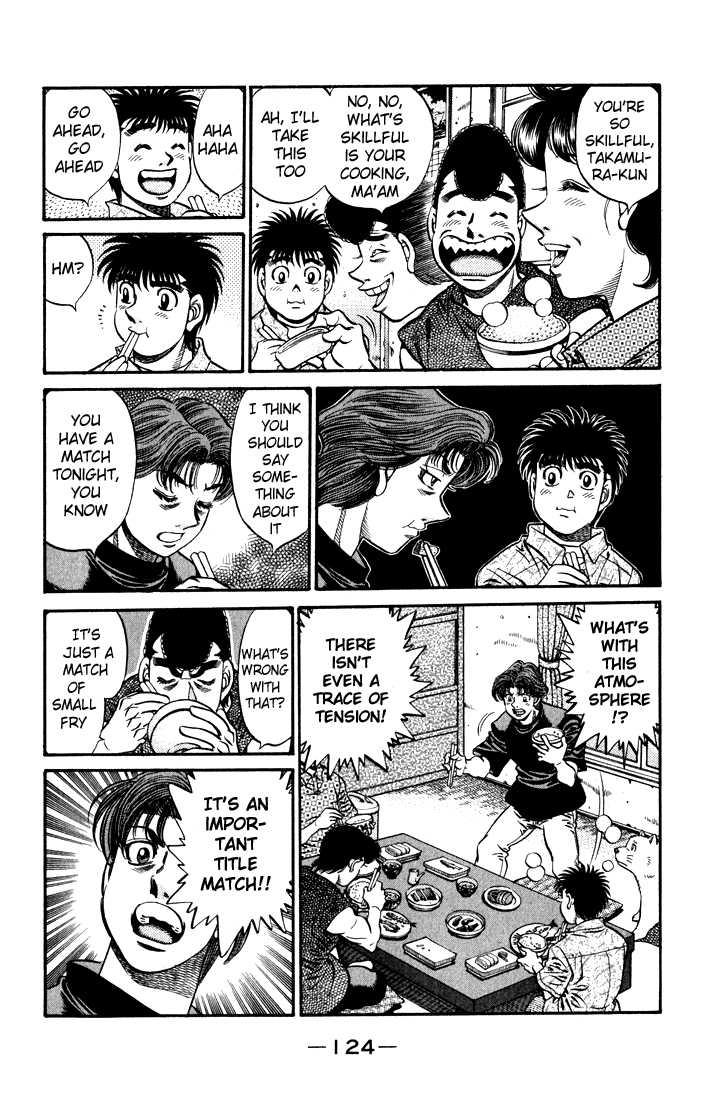 YOU'RE
SO
SKILLFUL,
TAKAMU-
RA-KUN
NO, NO,
WHAT'S
SKILLFUL
IS YOUR
COOKING,
MA'AM
AH, I'LL
TAKE
THIS
TOO
AHA
HAHA
GO
AHEAD,
GO
AHEAD
HM?
I THINK
YOU
SHOULD
SAY
SOME-
THING
ABOUT
IT
YOU
HAVE A
MATCH
TONIGHT,
YOU
KNOW
WHAT'S
WITH
THIS
ATMO-
SPHERE
!?
THERE
ISN'T
EVEN A
TRACE OF
TENSION!
WHAT'S
WRONG
WITH
THAT?
IT'S
JUST A
MATCH
OF
SMALL
FRY
IT'S AN
IMPOR-
TANT
TITLE
MATCH!!
—124—